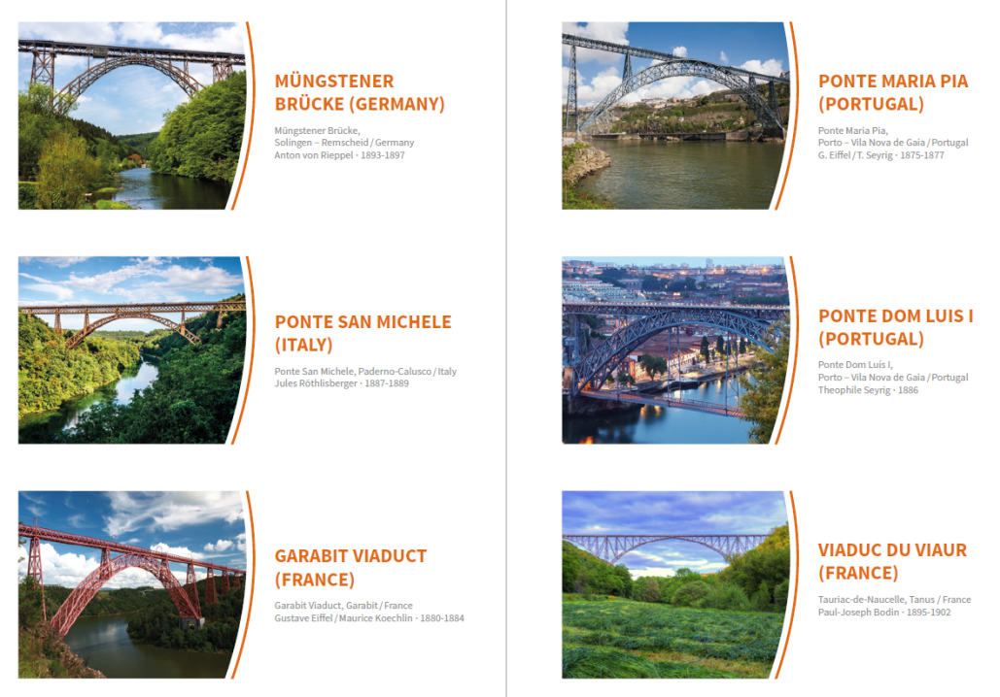 MÜNGSTENER
BRÜCKE (GERMANY)
Müngstener Brücke,
Solingen – Remscheid / Germany
Anton von Rieppel · 1893-1897
PONTE SAN MICHELE
(ITALY)
Ponte San Michele, Paderno-Calusco / Italy
Jules Röthlisberger · 1887-1889
GARABIT VIADUCT
(FRANCE)
Garabit Viaduct, Garabit / France
Gustave Eiffel / Maurice Koechlin · 1880-1884
PONTE MARIA PIA
(PORTUGAL)
Ponte Maria Pia,
Porto – Vila Nova de Gaia / Portugal
G. Eiffel / T. Seyrig · 1875-1877
PONTE DOM LUIS I
(PORTUGAL)
Ponte Dom Luis I,
Porto – Vila Nova de Gaia / Portugal
Theophile Seyrig · 1886
VIADUC DU VIAUR
(FRANCE)
Tauriac-de-Naucelle, Tanus / France
Paul-Joseph Bodin · 1895-1902